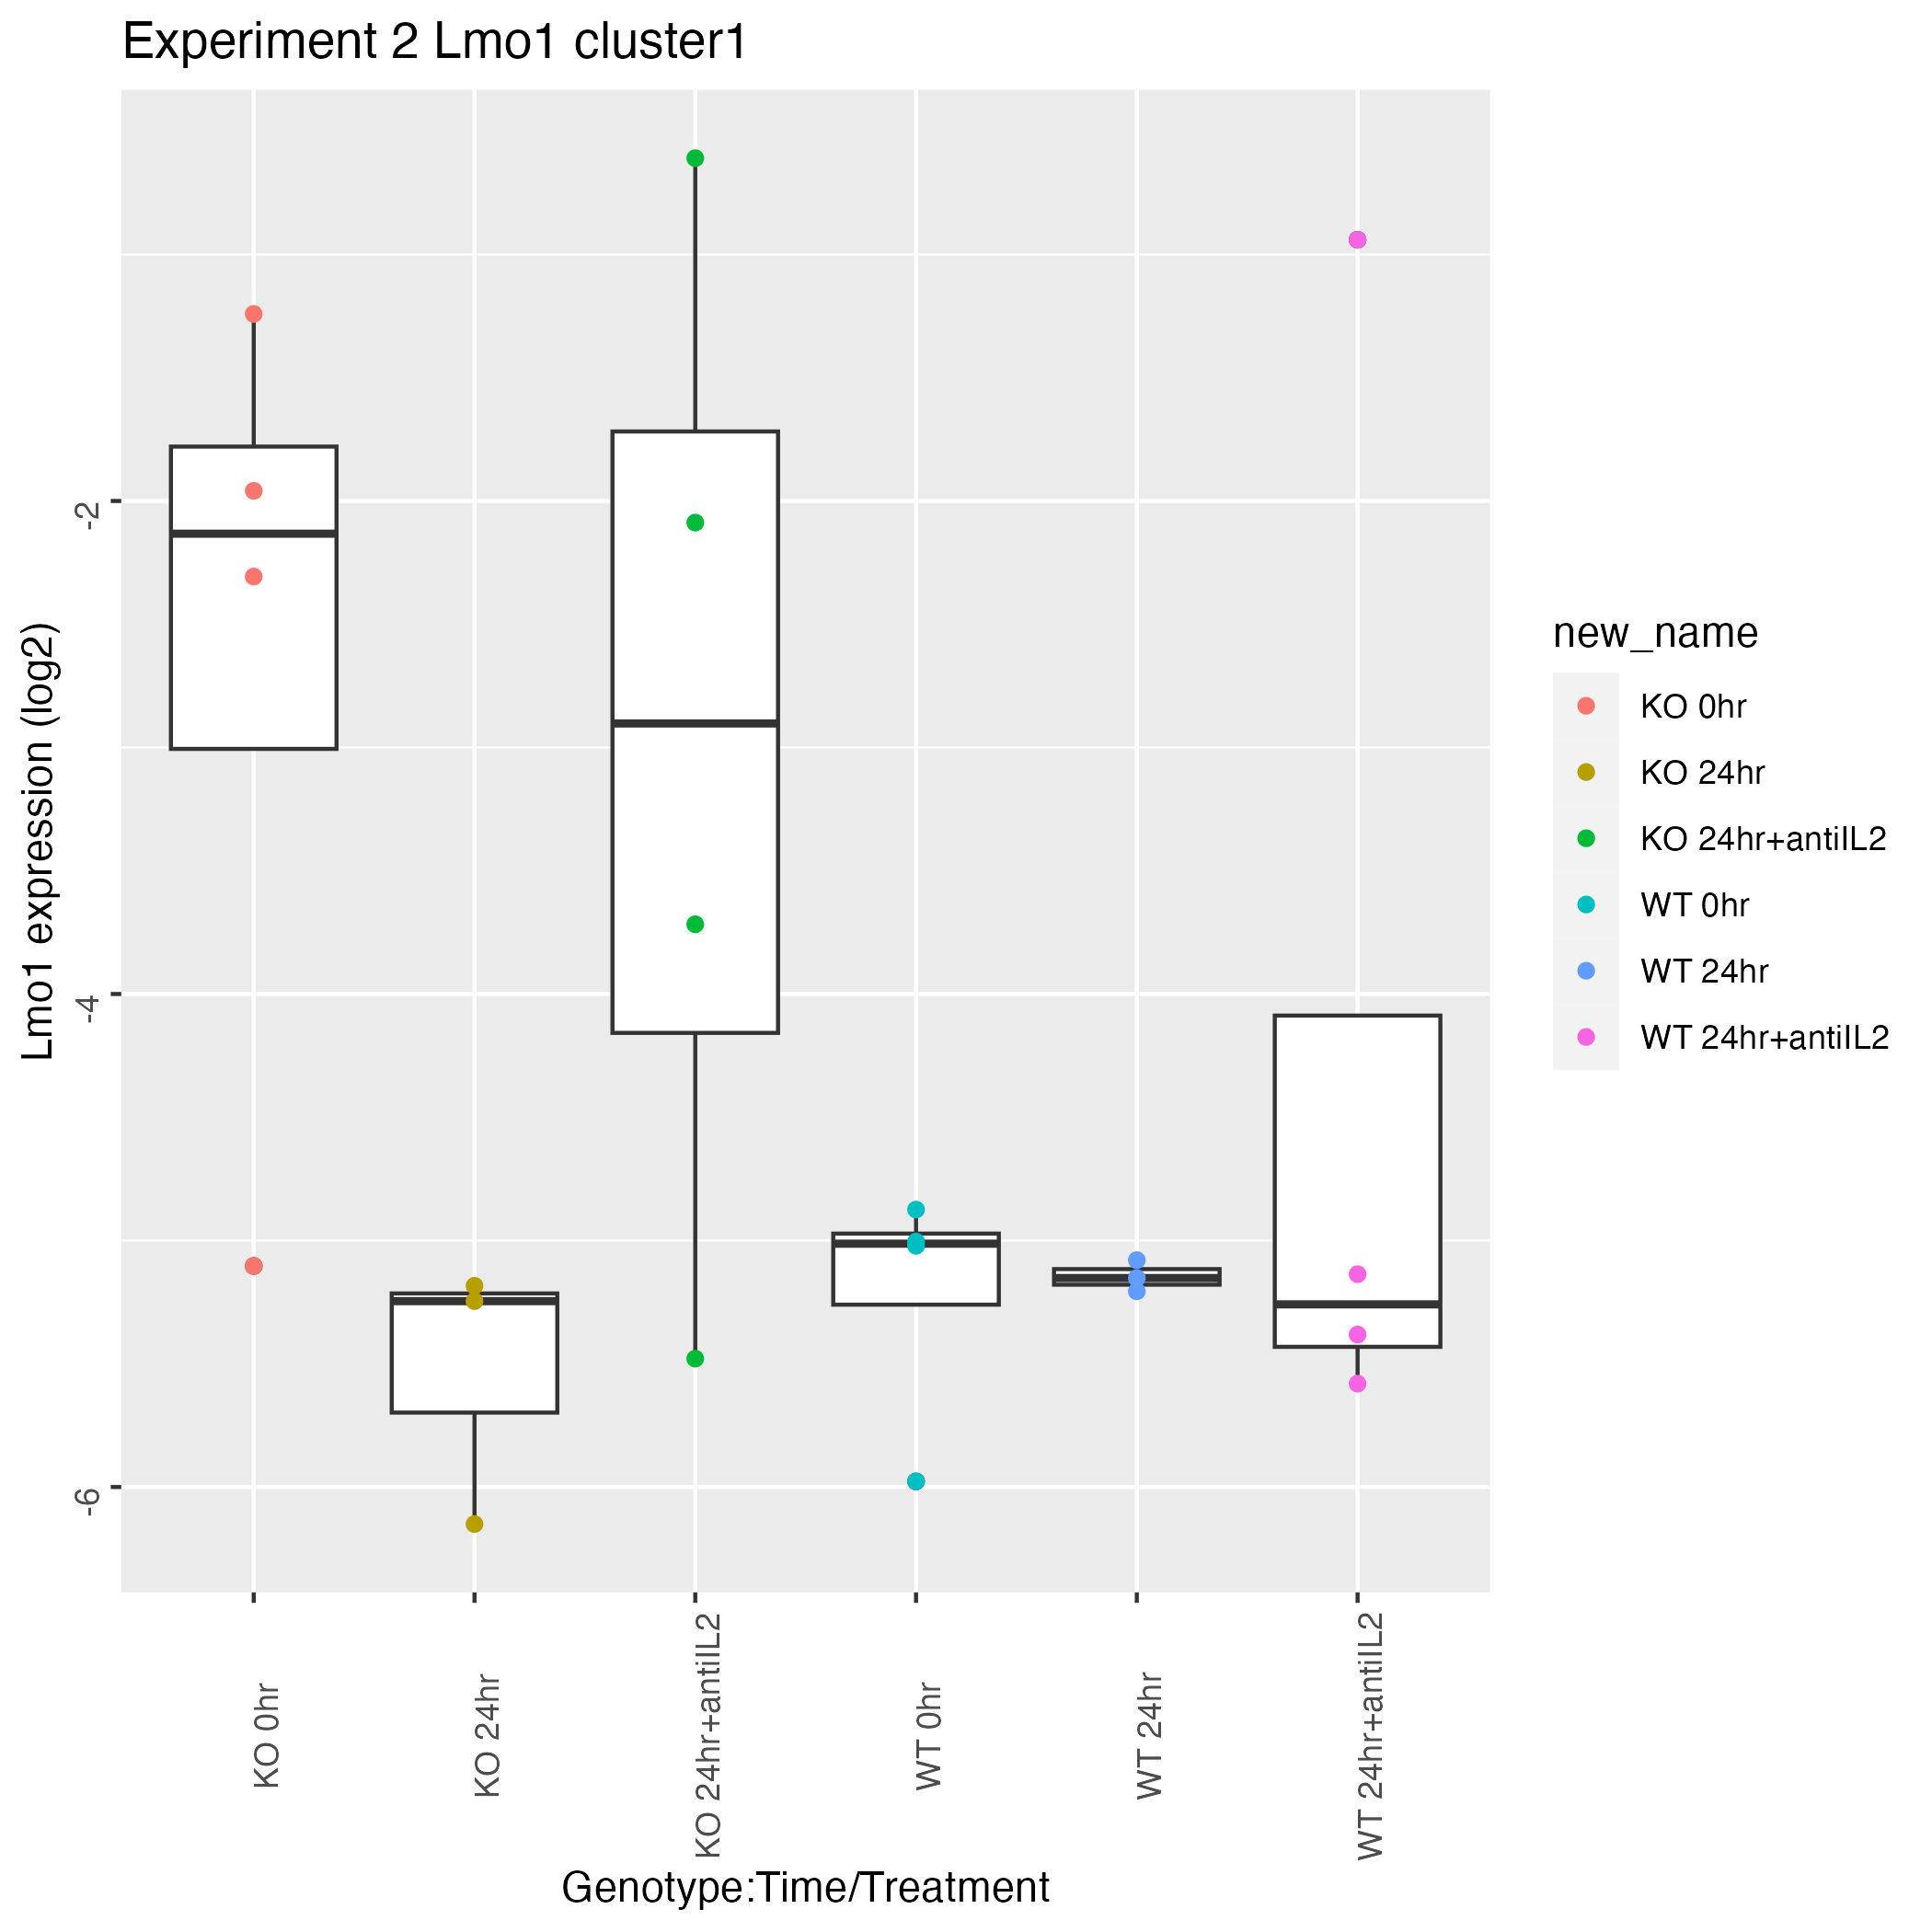 Experiment 2 Lmo1 cluster1
Lmo1 expression (log2)
-2
-4
-6
KO 0hr
KO 24hr
KO 24hr+antiIL2
WT 0hr
WT 24hr
WT 24hr+antiIL2
Genotype:Time/Treatment
new_name
KO 0hr
KO 24hr
KO 24hr+antiIL2
WT 0hr
WT 24hr
WT 24hr+antiIL2